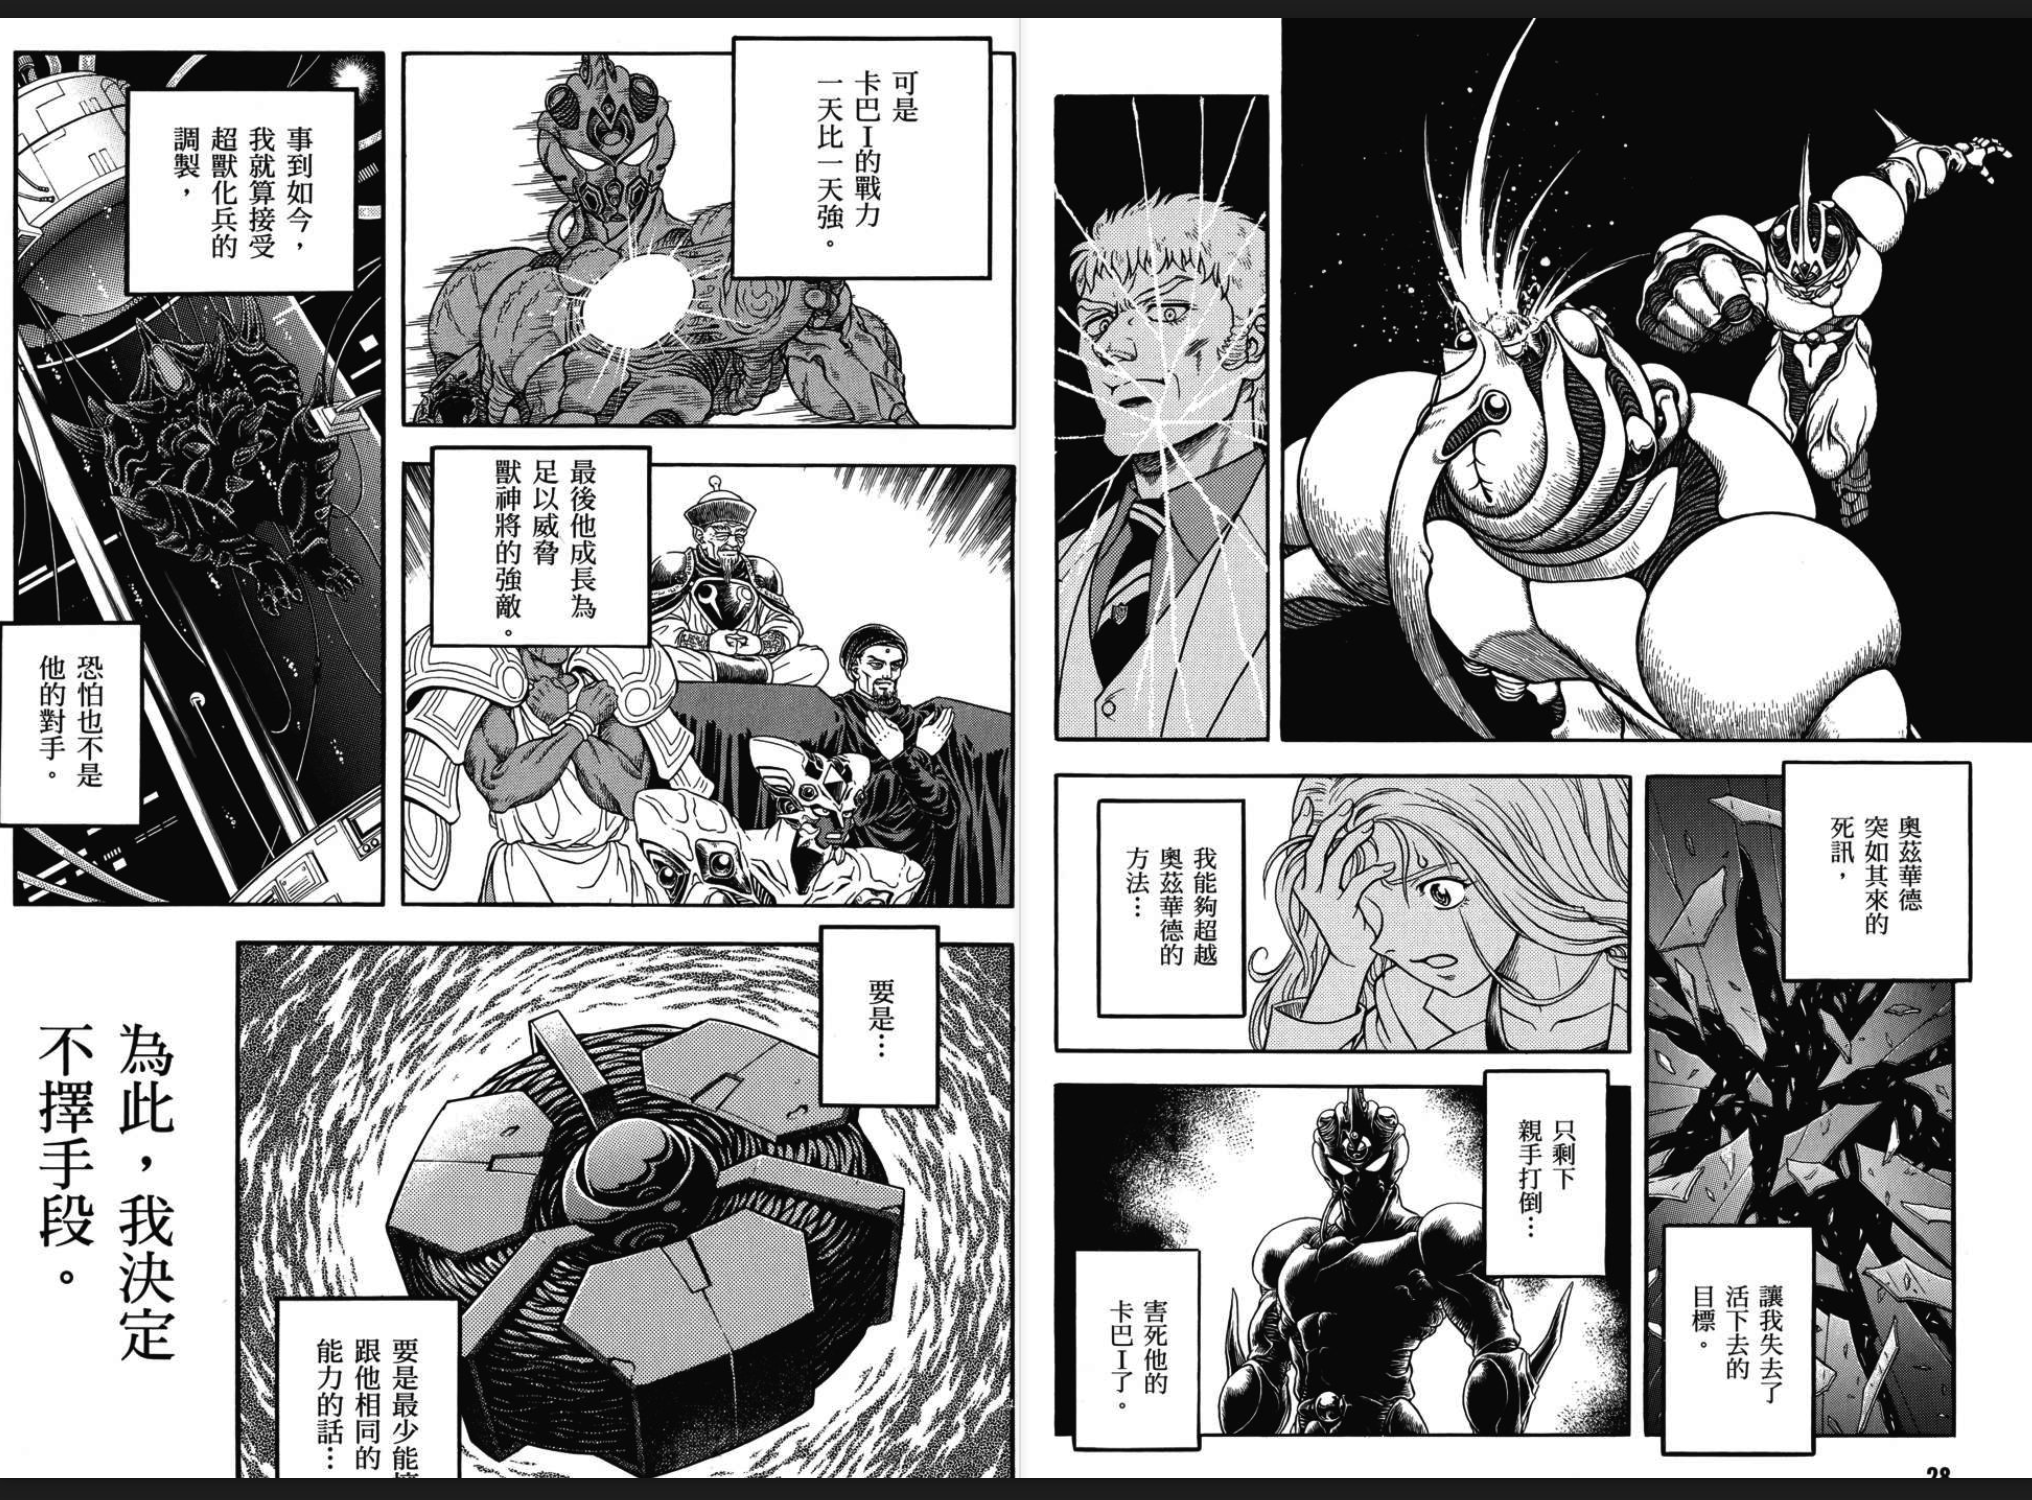 奧茲華德
突如其來的
死訊，
讓我失去了
活下去的
目標。
我能夠超越
奧茲華德的
方法…
只剩下
親手打倒…
害死他的
卡巴Ⅰ了。
28
可是
卡巴Ⅰ的戰力
一天比一天強。
最後他成長為
足以威脅
獸神將的強敵。
事到如今，
我就算接受
超獸化兵的
調製，
恐怕也不是
他的對手。
要是…
要是最少能擁
跟他相同的
能力的話…
為此，我決定
不擇手段。